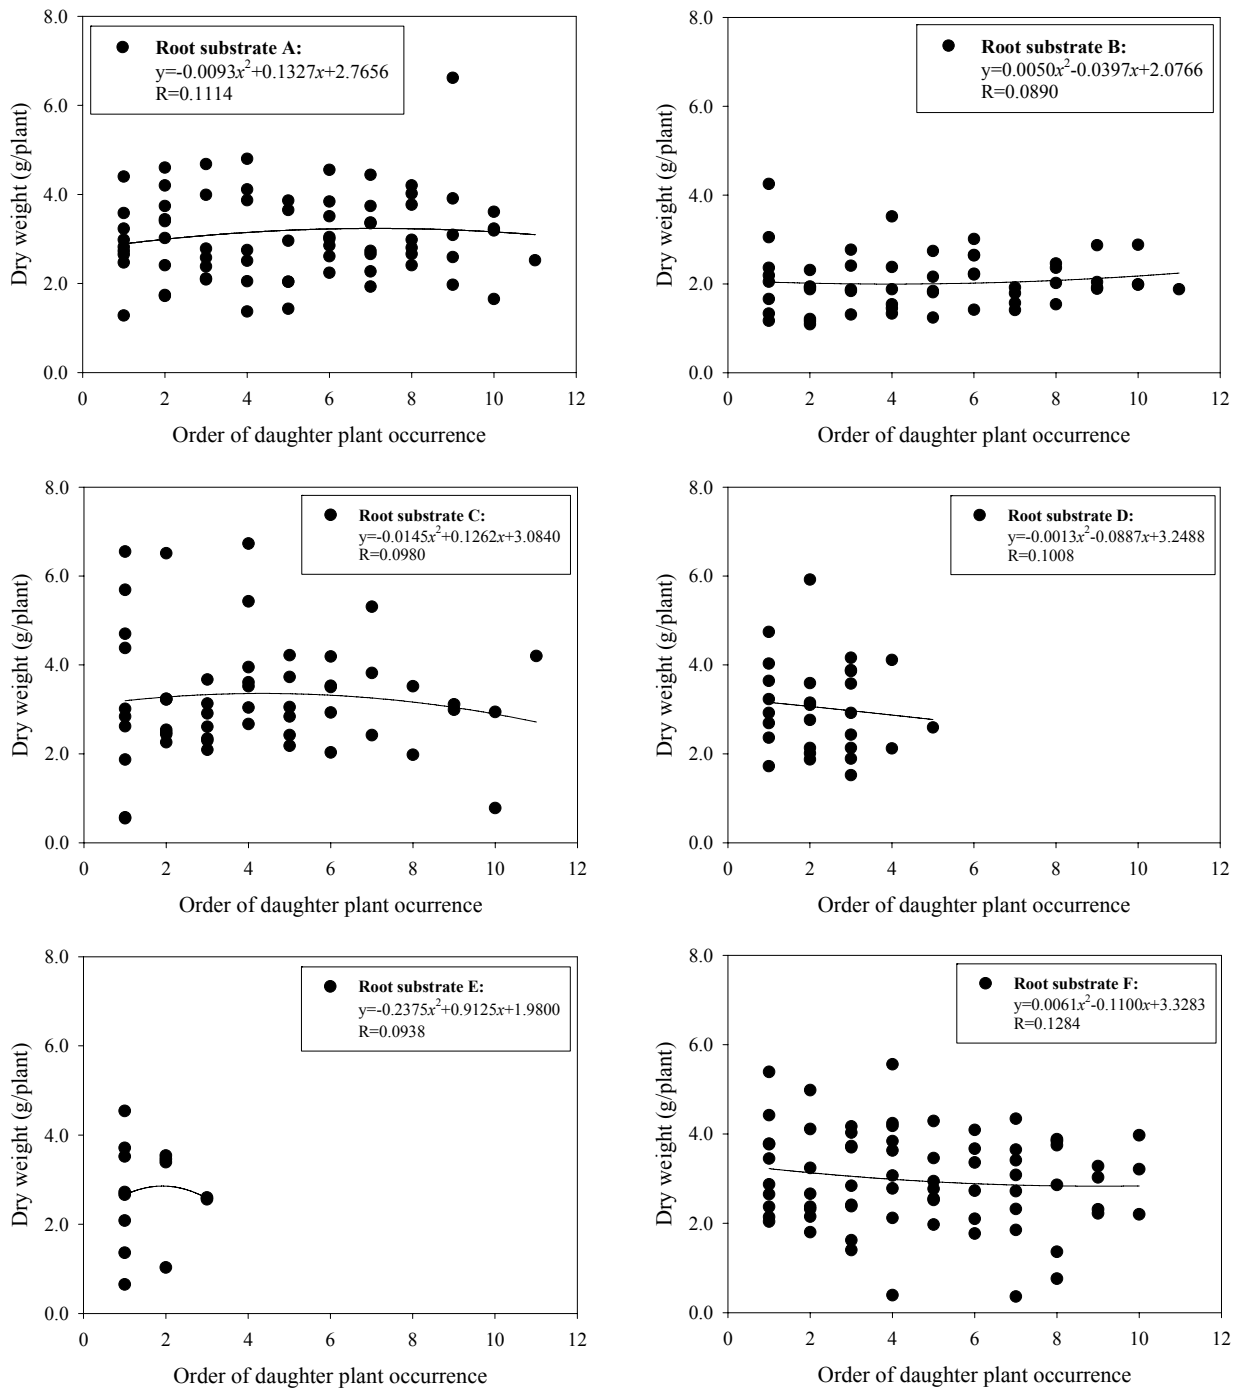 8.0
6.0
4.0
2.0
0.0
Dry weight (g/plant)
Root substrate A:
y=-0.0093x²+0.1327x+2.7656
R=0.1114
0 2 4 6 8 10 12
Order of daughter plant occurrence
8.0
6.0
4.0
2.0
0.0
Dry weight (g/plant)
Root substrate B:
y=0.0050x²-0.0397x+2.0766
R=0.0890
0 2 4 6 8 10 12
Order of daughter plant occurrence
8.0
6.0
4.0
2.0
0.0
Dry weight (g/plant)
Root substrate C:
y=-0.0145x²+0.1262x+3.0840
R=0.0980
0 2 4 6 8 10 12
Order of daughter plant ocurrence
8.0
6.0
4.0
2.0
0.0
Dry weight (g/plant)
Root substrate D:
y=-0.0013x²-0.0887x+3.2488
R=0.1008
0 2 4 6 8 10 12
Order of daughter plant occurrence
8.0
6.0
4.0
2.0
0.0
Dry weight (g/plant)
Root substrate E:
y=-0.2375x²+0.9125x+1.9800
R=0.0938
0 2 4 6 8 10 12
Order of daughter plant occurrence
8.0
6.0
4.0
2.0
0.0
Dry weight (g/plant)
Root substrate F:
y=0.0061x²-0.1100x+3.3283
R=0.1284
0 2 4 6 8 10 12
Order of daughter plant occurrence